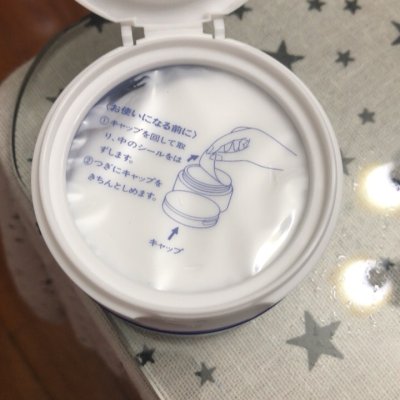 〈お使いになる前に〉
①キャップを回して取
り、中のシールをは
ずします。
②つぎにキャップを
きちんとしめます。
キャップ